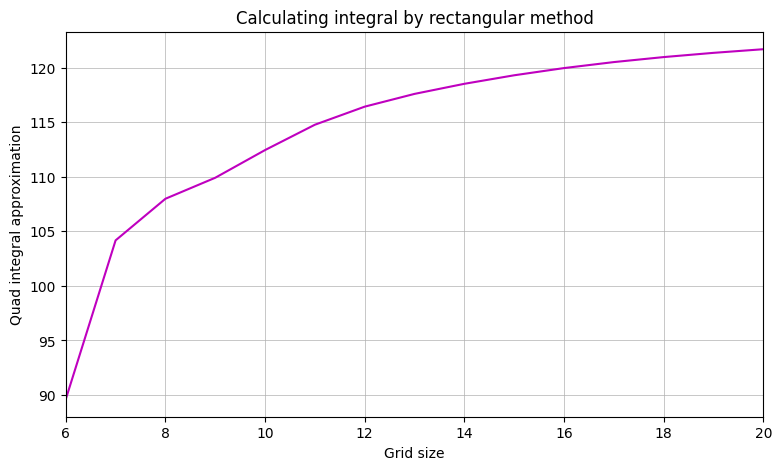 Calculating integral by rectangular method
Quad integral approximation
120
115
110
105
100
95
90
6 8 10 12 14 16 18 20
Grid size